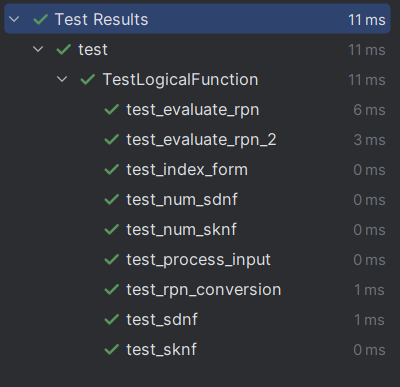 Test Results 11 ms
test 11 ms
TestLogicalFunction 11 ms
test_evaluate_rpn 6 ms
test_evaluate_rpn_2 3 ms
test_index_form 0 ms
test_num_sdnf 0 ms
test_num_sknf 0 ms
test_process_input 0 ms
test_rpn_conversion 1 ms
test_sdnf 1 ms
test_sknf 0 ms